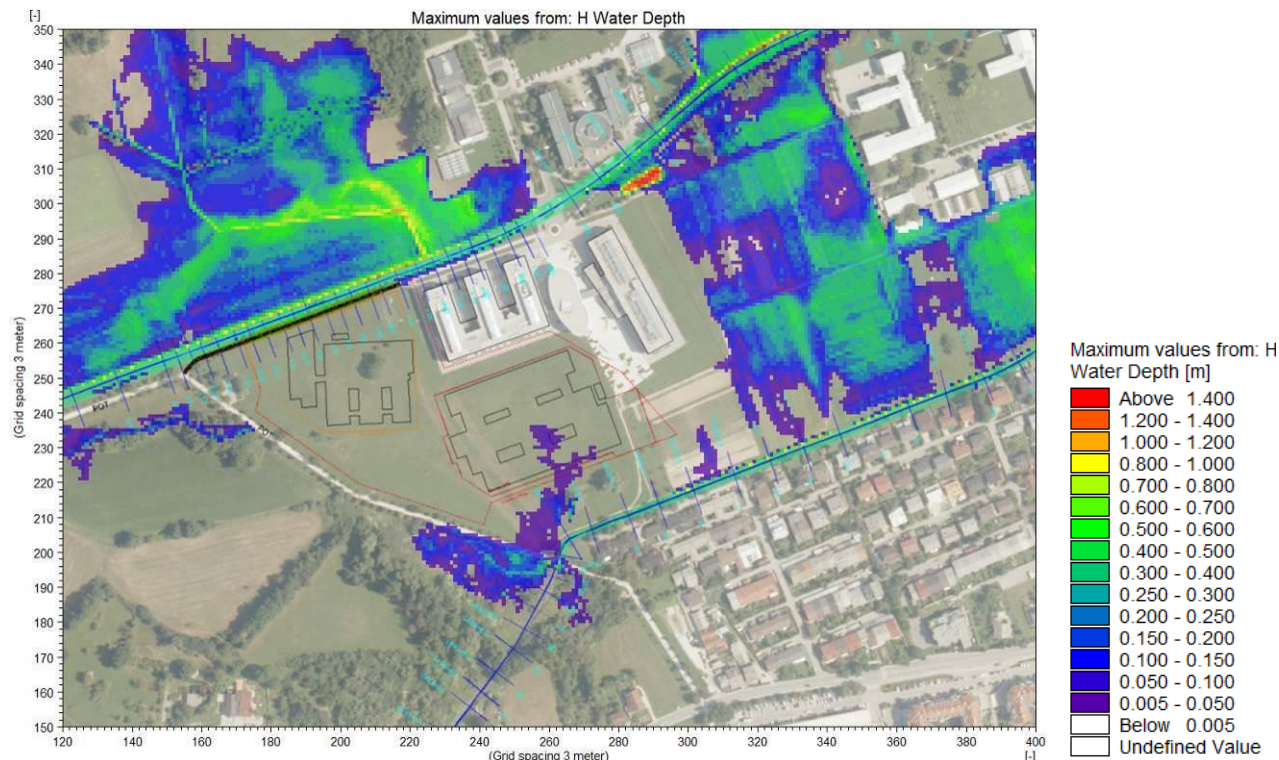 [-]
Maximum values from: H Water Depth
350
340
330
320
310
300
290
280
270
260
250
240
230
220
210
200
190
180
170
160
150
(Grid spacing 3 meter)
POT
POT
120 140 160 180 200 220 240 260 280 300 320 340 360 380 400
(Grid spacing 3 meter)
[-]
Maximum values from: H
Water Depth [m]
Above 1.400
1.200 - 1.400
1.000 - 1.200
0.800 - 1.000
0.700 - 0.800
0.600 - 0.700
0.500 - 0.600
0.400 - 0.500
0.300 - 0.400
0.250 - 0.300
0.200 - 0.250
0.150 - 0.200
0.100 - 0.150
0.050 - 0.100
0.005 - 0.050
Below 0.005
Undefined Value